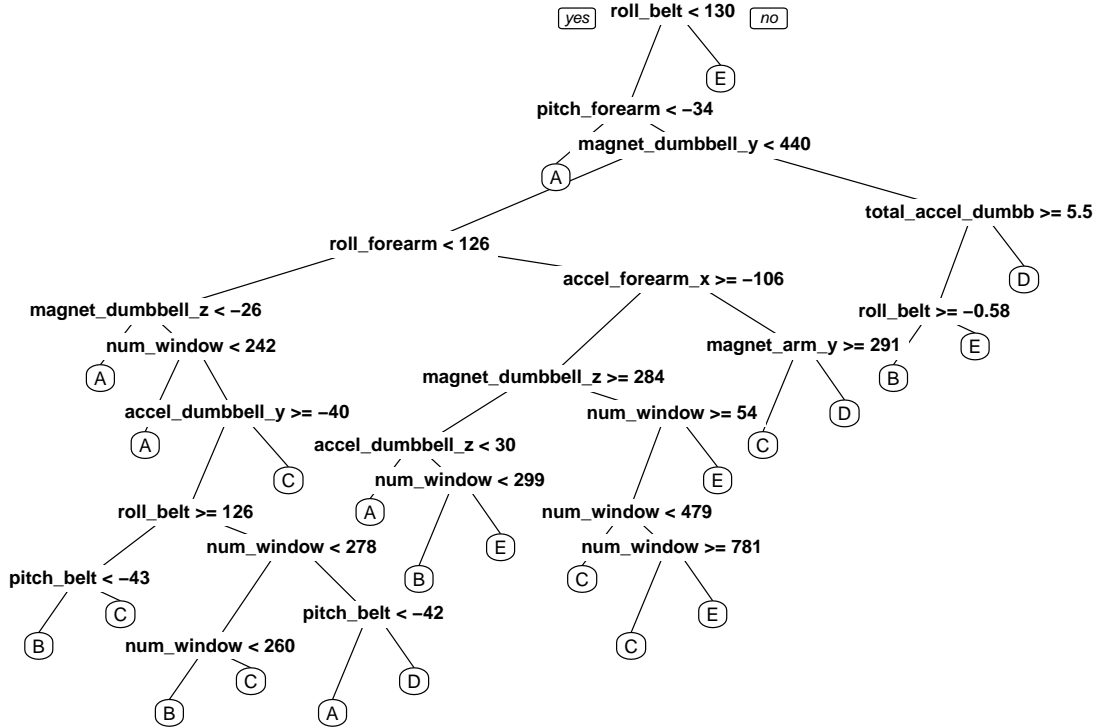 yes roll_belt < 130 no
E
pitch_forearm < −34
magnet_dumbbell_y < 440
A
total_accel_dumbb >= 5.5
roll_forearm < 126
accel_forearm_x >= −106
D
magnet_dumbbell_z < −26
roll_belt >= −0.58
num_window < 242
magnet_arm_y >= 291
E
A
magnet_dumbbell_z >= 284
B
accel_dumbbell_y >= −40
num_window >= 54
D
A
accel_dumbbell_z < 30
C
C
num_window < 299
E
A
roll_belt >= 126
num_window < 479
num_window < 278
E
num_window >= 781
pitch_belt < −43
B
C
C
pitch_belt < −42
E
B
num_window < 260
C
C
D
B
A